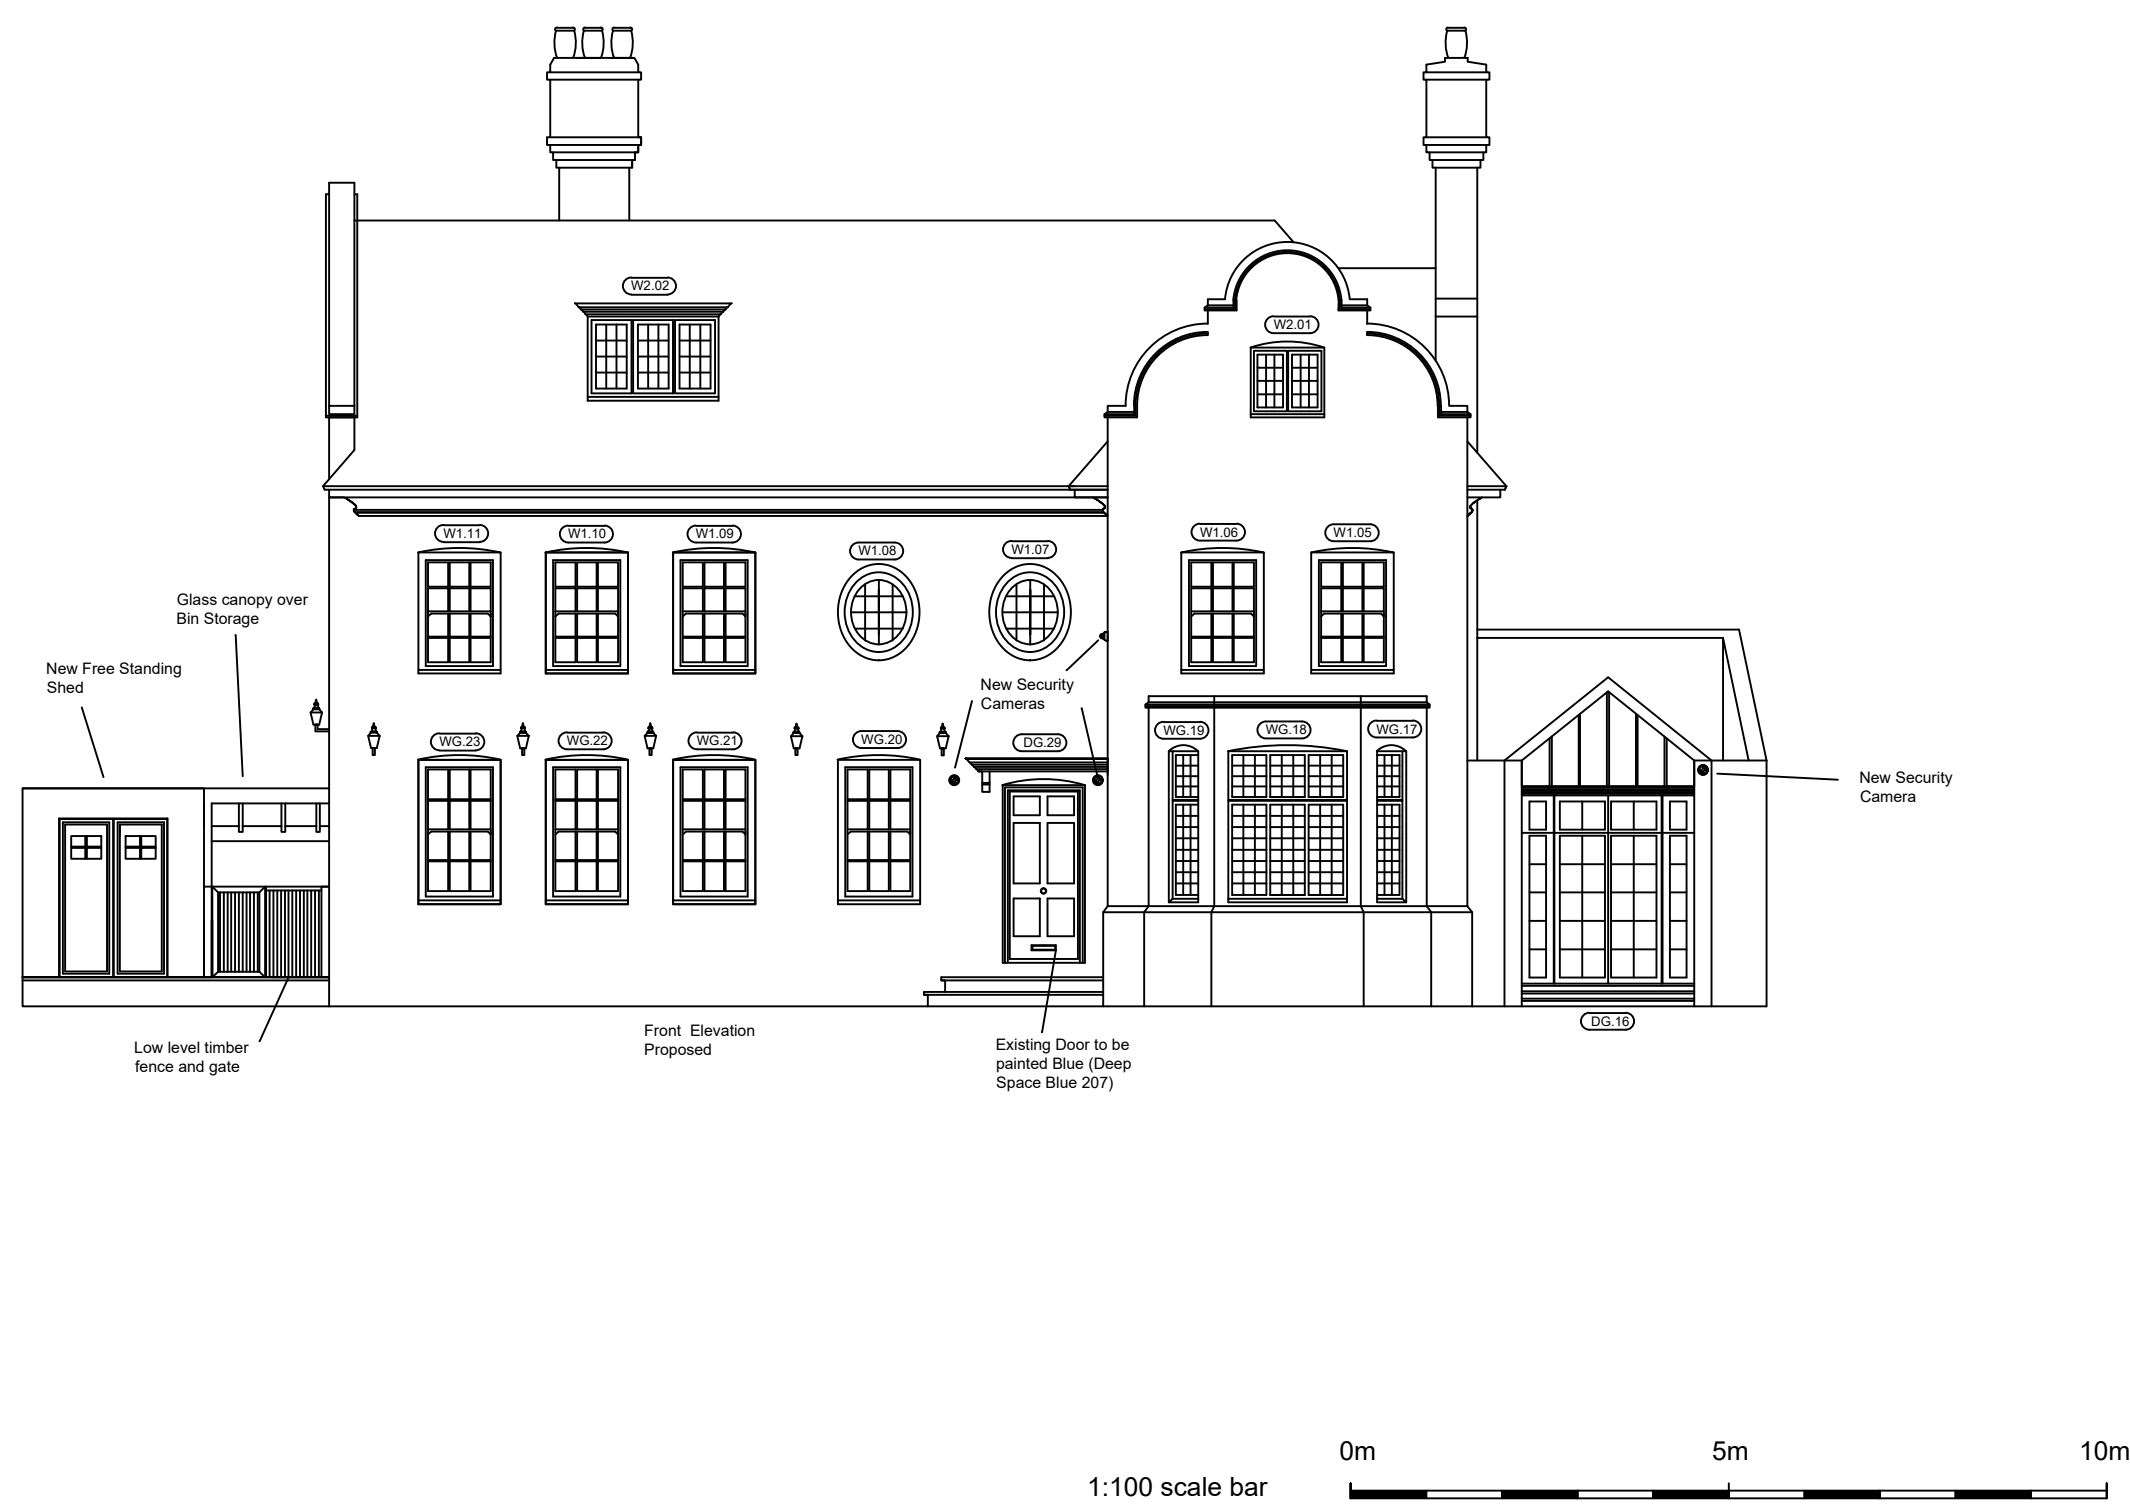 W2.02
W2.01
W1.11
W1.10
W1.09
W1.08
W1.07
W1.06
W1.05
Glass canopy over
Bin Storage
New Free Standing
Shed
New Security
Cameras
WG.23
WG.22
WG.21
WG.20
DG.29
WG.19
WG.18
WG.17
New Security
Camera
DG.16
Front Elevation
Proposed
Low level timber
fence and gate
Existing Door to be
painted Blue (Deep
Space Blue 207)
0m 5m 10m
1:100 scale bar